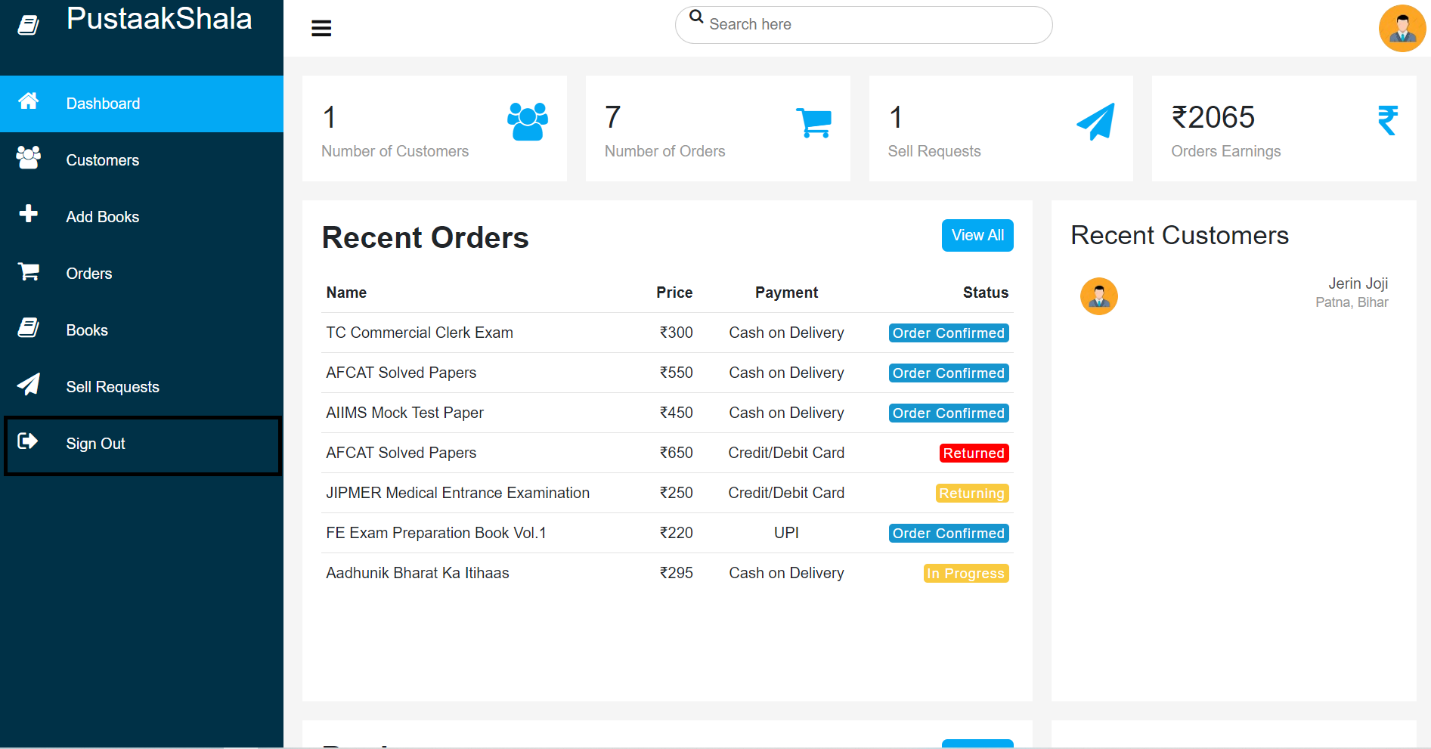 PustaakShala
Search here
Dashboard
Customers
Add Books
Orders
Books
Sell Requests
Sign Out
1
Number of Customers
7
Number of Orders
1
Sell Requests
₹2065
Orders Earnings
₹
Recent Orders
View All
Name Price Payment Status
TC Commercial Clerk Exam ₹300 Cash on Delivery Order Confirmed
AFCAT Solved Papers ₹550 Cash on Delivery Order Confirmed
AIIMS Mock Test Paper ₹450 Cash on Delivery Order Confirmed
AFCAT Solved Papers ₹650 Credit/Debit Card Returned
JIPMER Medical Entrance Examination ₹250 Credit/Debit Card Returning
FE Exam Preparation Book Vol.1 ₹220 UPI Order Confirmed
Aadhunik Bharat Ka Itihaas ₹295 Cash on Delivery In Progress
Recent Customers
Jerin Joji
Patna, Bihar